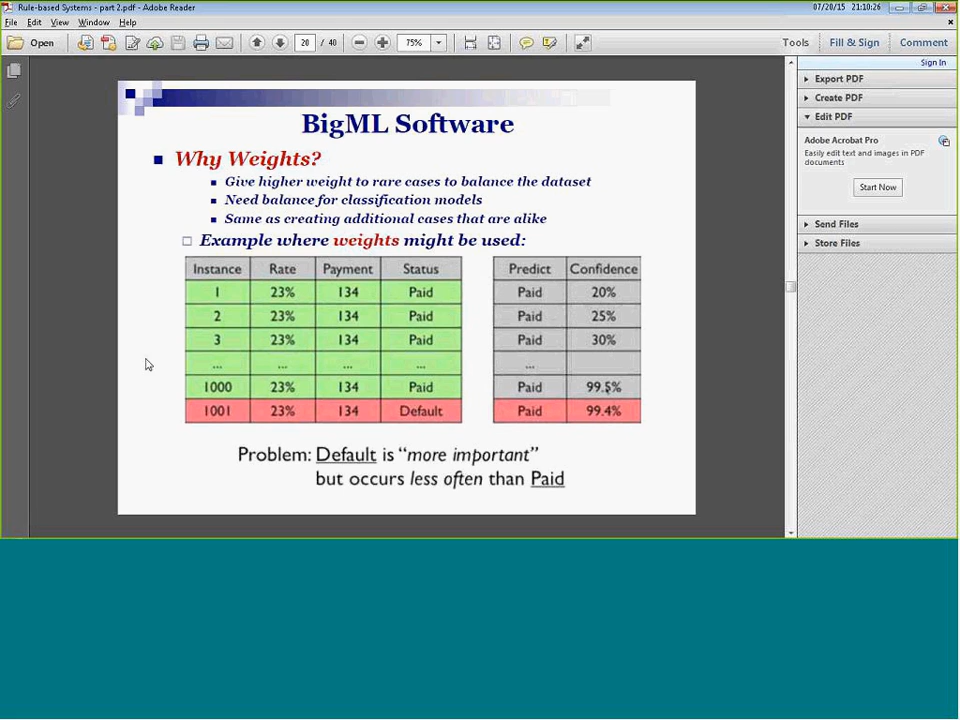 Rule-based Systems - part 2.pdf - Adobe Reader
07/20/15 21:10:26
File Edit View Window Help
Open 20 / 40 75% Tools Fill & Sign Comment
Sign In
Export PDF
Create PDF
Edit PDF
Adobe Acrobat Pro
Easily edit text and images in PDF
documents
Start Now
Send Files
Store Files
BigML Software
Why Weights?
Give higher weight to rare cases to balance the dataset
Need balance for classification models
Same as creating additional cases that are alike
Example where weights might be used:
Instance Rate Payment Status Predict Confidence
1 23% 134 Paid Paid 20%
2 23% 134 Paid Paid 25%
3 23% 134 Paid Paid 30%
... ... ... ... ...
1000 23% 134 Paid Paid 99.5%
1001 23% 134 Default Paid 99.4%
Problem: Default is “more important”
but occurs less often than Paid